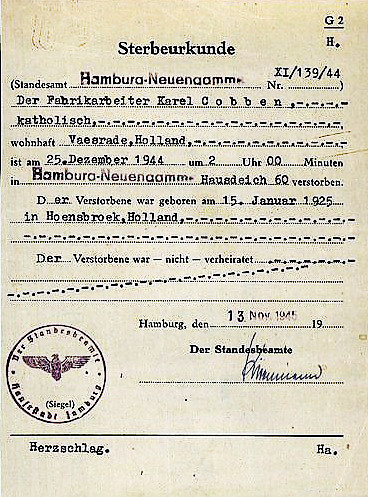 G 2
H.
Sterbeurkunde
(Standesamt Hamburg-Neuengamme Nr. XI/139/44)
Der Fabrikarbeiter Karel Cobben,
katholisch,
wohnhaft Vaesrade, Holland,
ist am 25. Dezember 1944 um 2 Uhr 00 Minuten
in Hamburg-Neuengamme Hausdeich 60 verstorben.
Der Verstorbene war geboren am 15. Januar 1925
in Hoensbroek, Holland,
Der Verstorbene war — nicht — verheiratet
Hamburg, den 13 Nov. 1945 19
Der Standesbeamte
Der Standesbeamte
Hansestadt Hamburg
(Siegel)
Herzschlag. Ha.